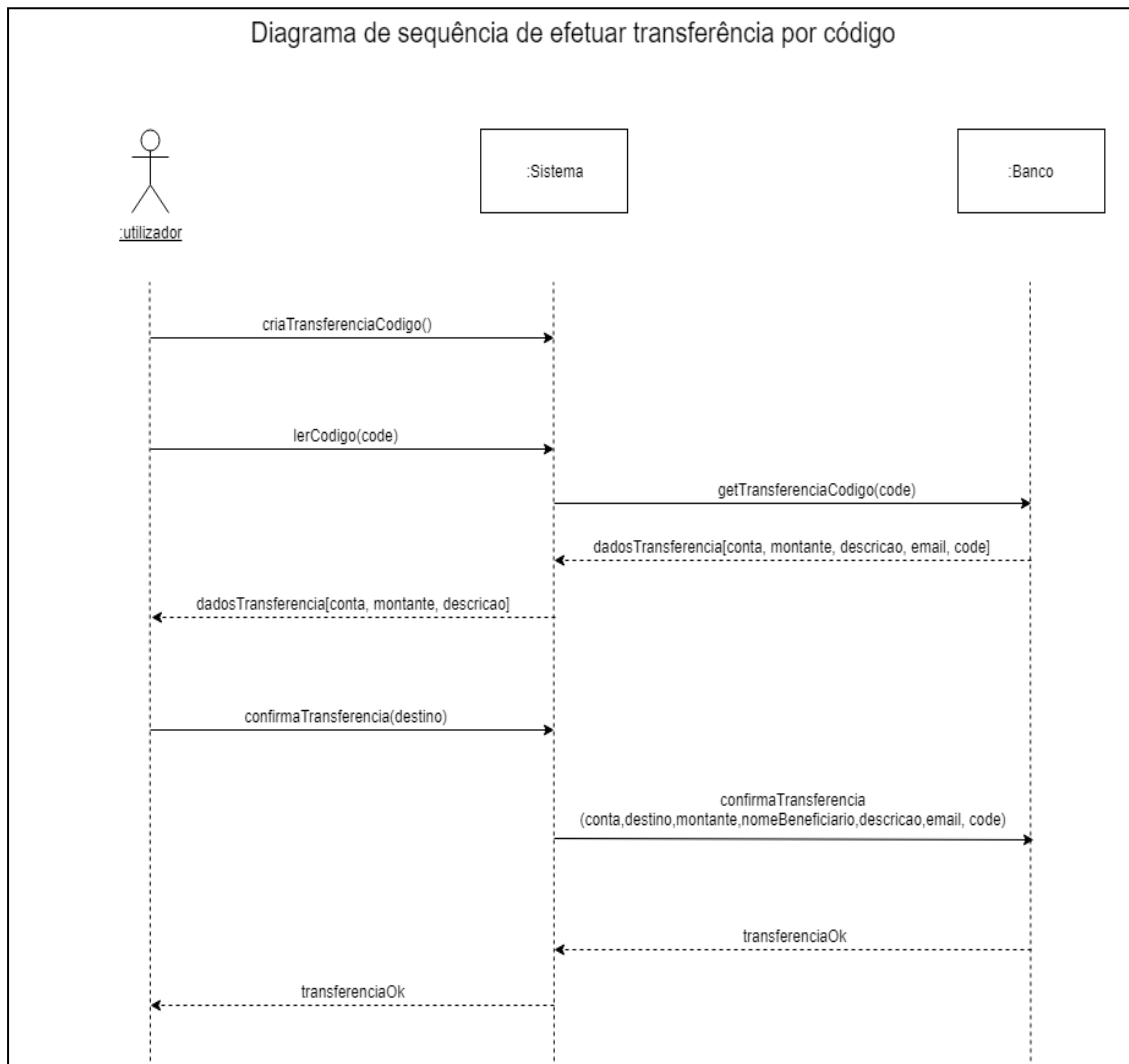 Diagrama de sequência de efetuar transferência por código
:utilizador
:Sistema
:Banco
criaTransferenciaCodigo()
lerCodigo(code)
getTransferenciaCodigo(code)
dadosTransferencia[conta, montante, descricao, email, code]
dadosTransferencia[conta, montante, descricao]
confirmaTransferencia(destino)
confirmaTransferencia
(conta,destino,montante,nomeBeneficiario,descricao,email, code)
transferenciaOk
transferenciaOk